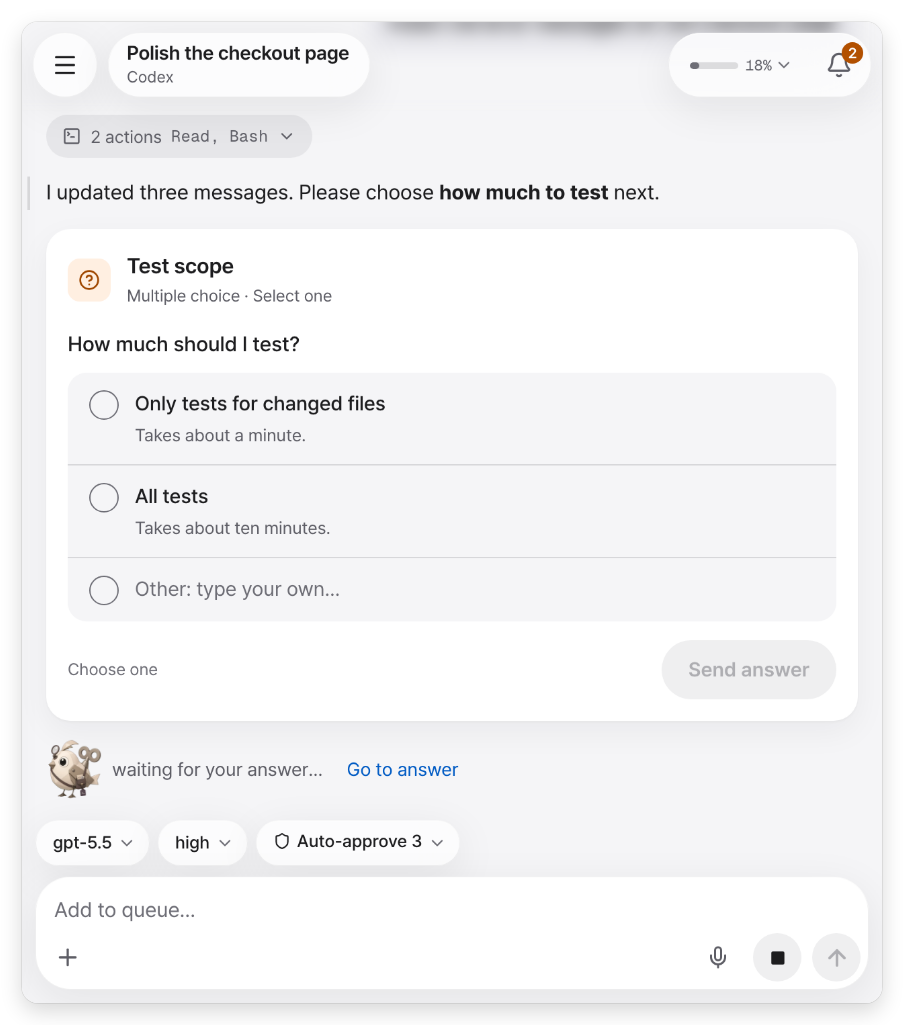 Polish the checkout page
Codex
18%
2
2 actions Read, Bash
I updated three messages. Please choose how much to test next.
Test scope
Multiple choice · Select one
How much should I test?
Only tests for changed files
Takes about a minute.
All tests
Takes about ten minutes.
Other: type your own...
Choose one
Send answer
waiting for your answer...
Go to answer
gpt-5.5
high
Auto-approve 3
Add to queue...